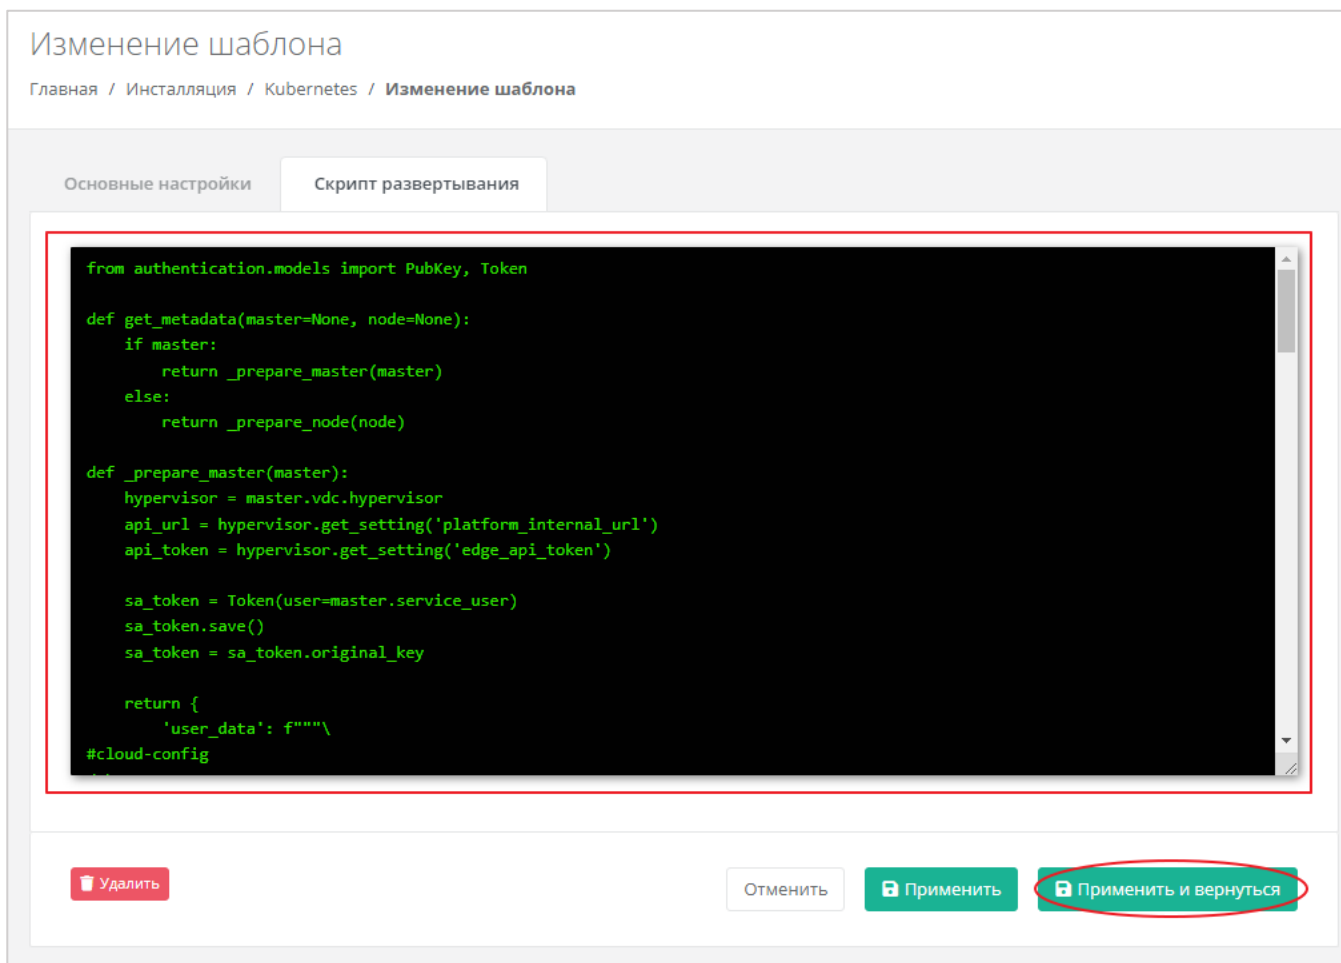 Изменение шаблона
Главная / Инсталляция / Kubernetes / Изменение шаблона
Основные настройки
Скрипт развертывания
from authentication.models import PubKey, Token
def get_metadata(master=None, node=None):
    if master:
        return _prepare_master(master)
    else:
        return _prepare_node(node)
def _prepare_master(master):
    hypervisor = master.vdc.hypervisor
    api_url = hypervisor.get_setting('platform_internal_url')
    api_token = hypervisor.get_setting('edge_api_token')
    sa_token = Token(user=master.service_user)
    sa_token.save()
    sa_token = sa_token.original_key
    return {
        'user_data': f"""\
#cloud-config
Удалить
Отменить
Применить
Применить и вернуться